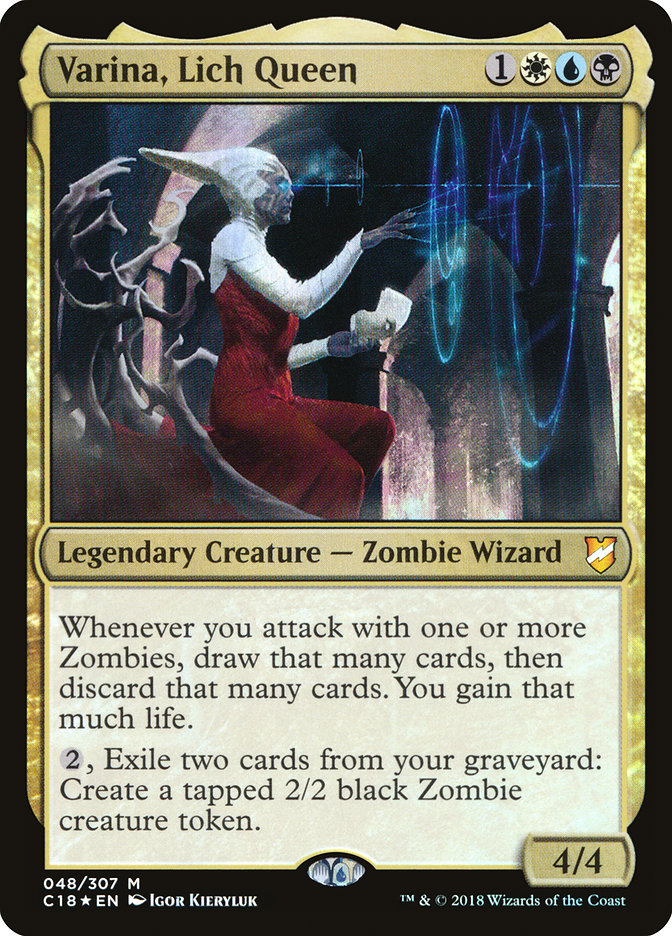 Varina, Lich Queen 1
Legendary Creature — Zombie Wizard
Whenever you attack with one or more
Zombies, draw that many cards, then
discard that many cards. You gain that
much life.
2, Exile two cards from your graveyard:
Create a tapped 2/2 black Zombie
creature token.
4/4
048/307 M
C18★EN Igor Kieryluk
™ & © 2018 Wizards of the Coast